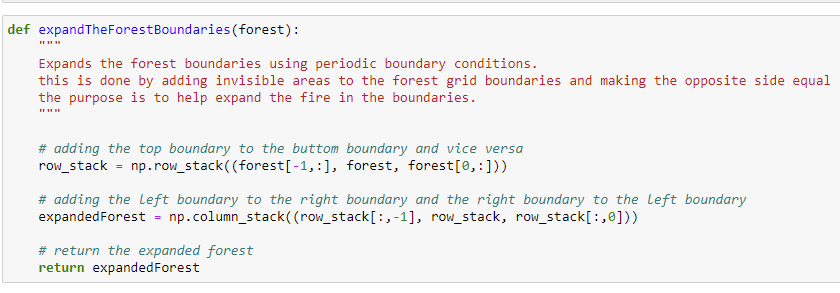 def expandTheForestBoundaries(forest):
    """
    Expands the forest boundaries using periodic boundary conditions.
    this is done by adding invisible areas to the forest grid boundaries and making the opposite side equal
    the purpose is to help expand the fire in the boundaries.
    """
    # adding the top boundary to the buttom boundary and vice versa
    row_stack = np.row_stack((forest[-1,:], forest, forest[0,:]))
    # adding the left boundary to the right boundary and the right boundary to the left boundary
    expandedForest = np.column_stack((row_stack[:,-1], row_stack, row_stack[:,0]))
    # return the expanded forest
    return expandedForest